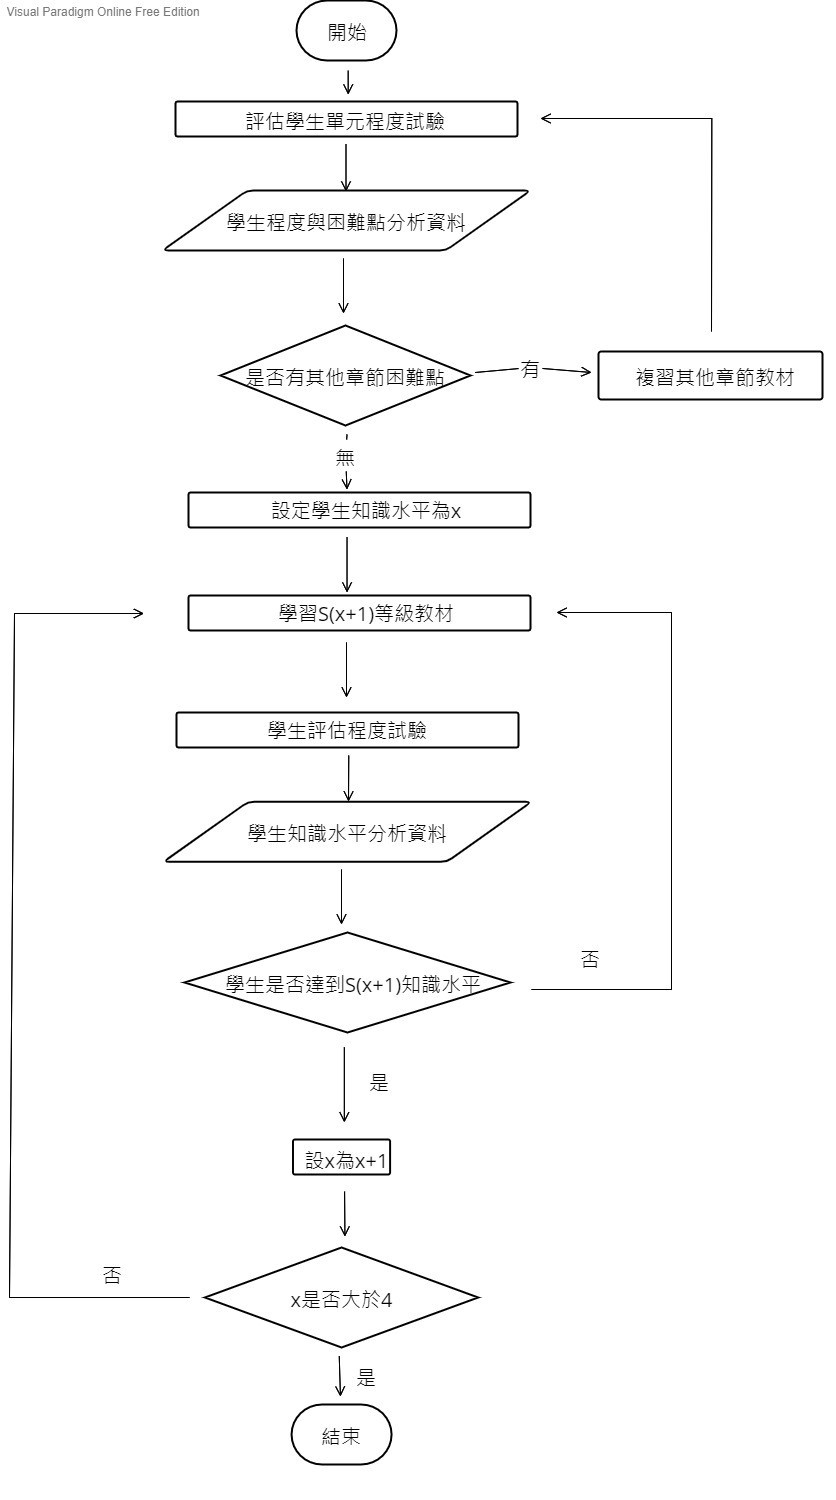 Visual Paradigm Online Free Edition
開始
評估學生單元程度試驗
學生程度與困難點分析資料
是否有其他章節困難點
有
複習其他章節教材
無
設定學生知識水平為x
學習S(x+1)等級教材
學生評估程度試驗
學生知識水平分析資料
否
學生是否達到S(x+1)知識水平
是
設x為x+1
否
x是否大於4
是
結束